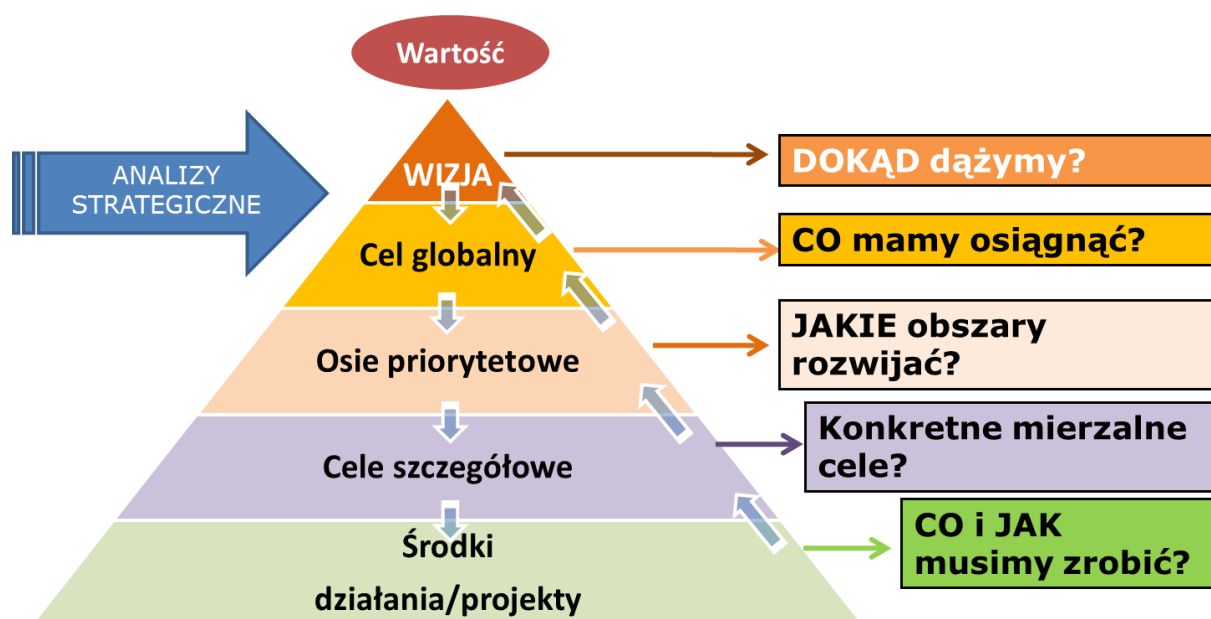 Wartość
ANALIZY
STRATEGICZNE
WIZJA
DOKĄD dążymy?
Cel globalny
CO mamy osiągnąć?
Osie priorytetowe
JAKIE obszary
rozwijać?
Cele szczegółowe
Konkretne mierzalne
cele?
Środki
działania/projekty
CO i JAK
musimy zrobić?